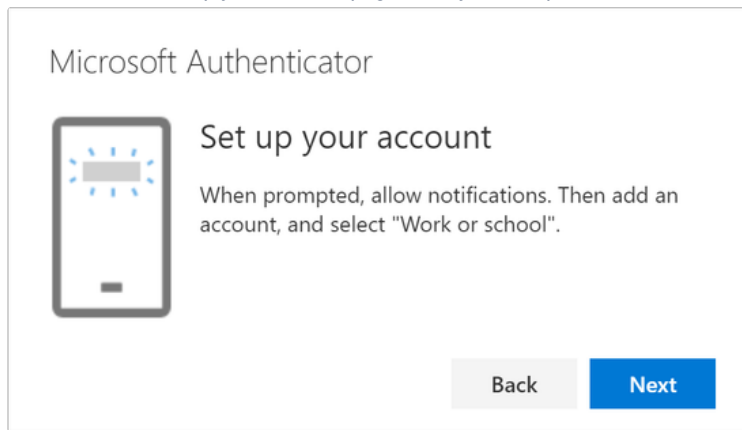 Microsoft Authenticator
Set up your account
When prompted, allow notifications. Then add an
account, and select "Work or school".
Back
Next